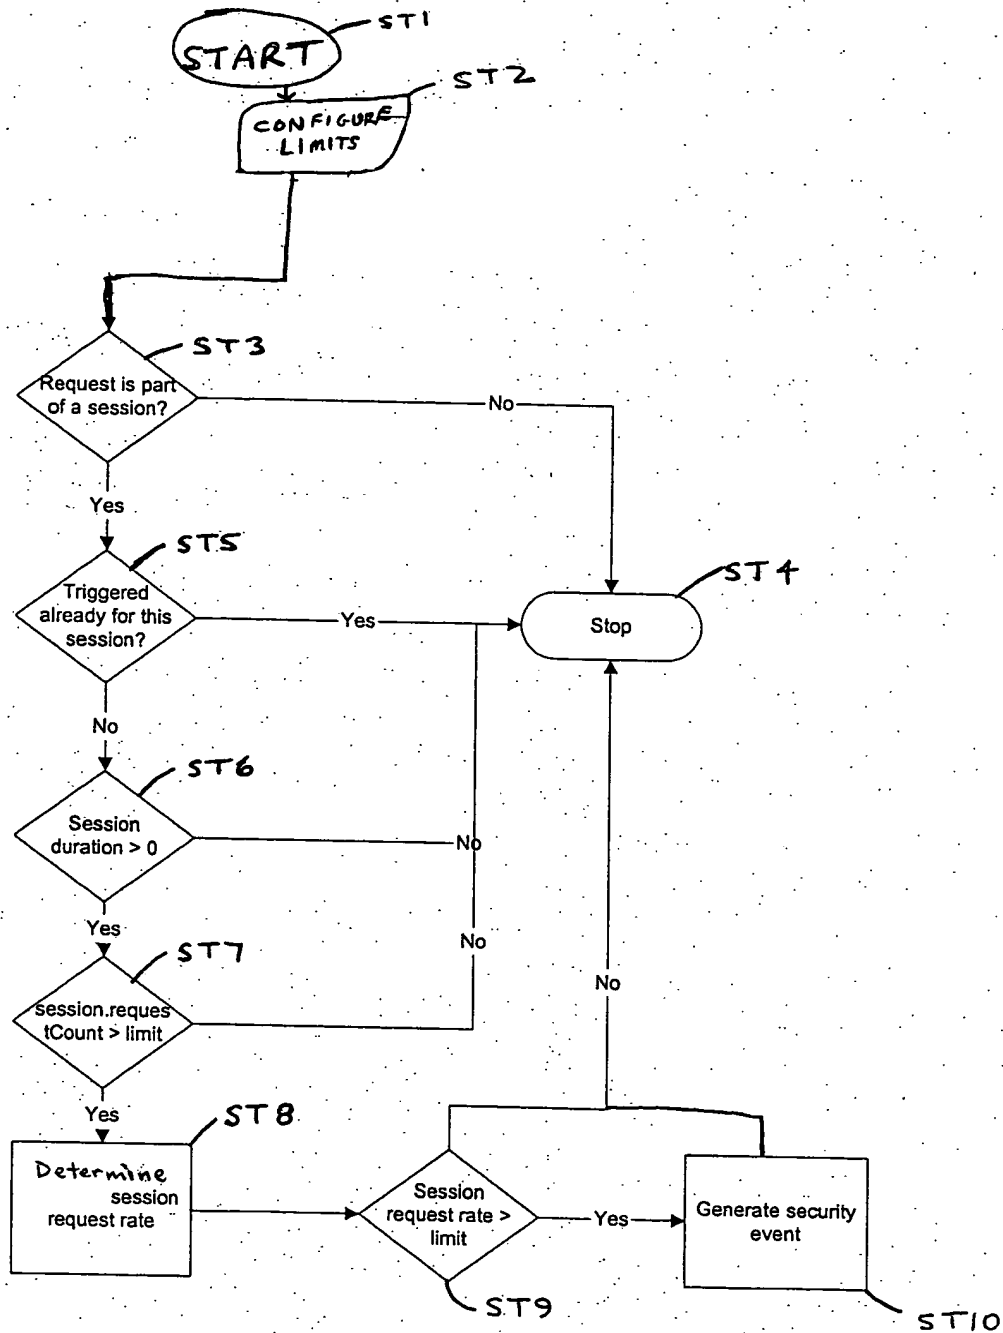 START
ST1
CONFIGURE
LIMITS
ST2
ST3
Request is part
of a session?
No
Yes
ST5
Triggered
already for this
session?
Yes
ST4
Stop
No
ST6
Session
duration > 0
No
Yes
ST7
No
session.reques
tCount > limit
No
Yes
ST8
Determine
session
request rate
Session
request rate >
limit
Yes
Generate security
event
ST9
ST10